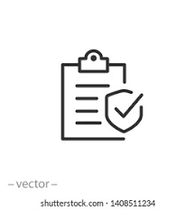 – vector –
www.shutterstock.com · 1408511234